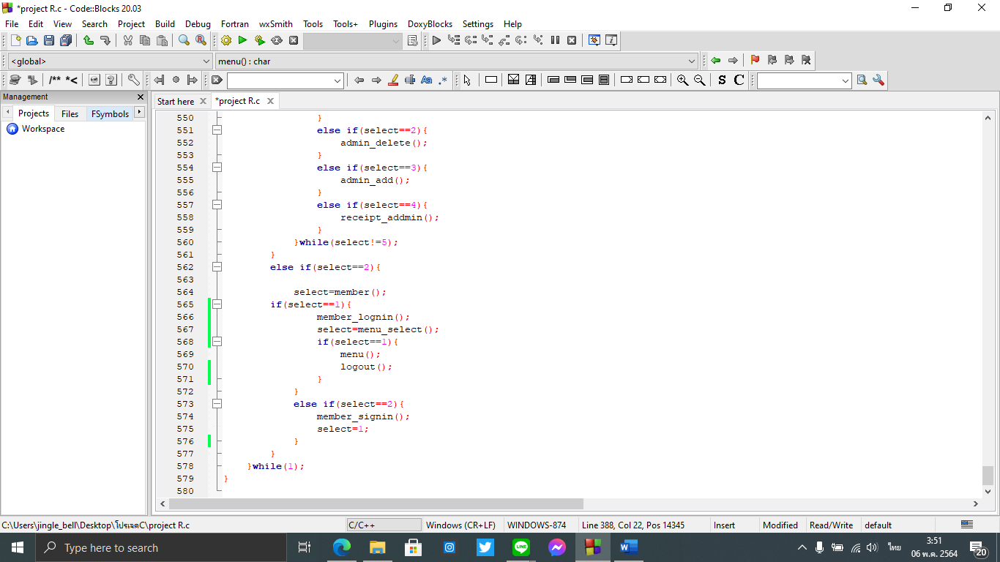 *project R.c - Code::Blocks 20.03
File Edit View Search Project Build Debug Fortran wxSmith Tools Tools+ Plugins DoxyBlocks Settings Help
<global> menu() : char
/** *<
Aa .* S C
Management
Projects Files FSymbols
Workspace
Start here *project R.c
550 }
551 else if(select==2){
552 admin_delete();
553 }
554 else if(select==3){
555 admin_add();
556 }
557 else if(select==4){
558 receipt_addmin();
559 }
560 }while(select!=5);
561 }
562 else if(select==2){
563
564 select=member();
565 if(select==1){
566 member_lognin();
567 select=menu_select();
568 if(select==1){
569 menu();
570 logout();
571 }
572 }
573 else if(select==2){
574 member_signin();
575 select=1;
576 }
577 }
578 }while(1);
579 }
580
C:\Users\jingle_bell\Desktop\โปรเจคC\project R.c C/C++ Windows (CR+LF) WINDOWS-874 Line 388, Col 22, Pos 14345 Insert Modified Read/Write default
Type here to search
LINE
W
ไทย
3:51
06 พ.ค. 2564
20